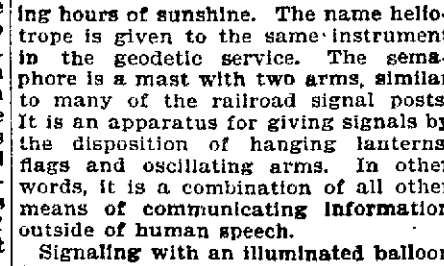 ing hours of sunshine. The name helio-
trope is given to the same instrument
in the geodetic service. The sema-
phore is a mast with two arms, similar
to many of the railroad signal posts
It is an apparatus for giving signals by
the disposition of hanging lanterns
flags and oscillating arms. In other
words, it is a combination of all other
means of communicating information
outside of human speech.
Signaling with an illuminated balloon